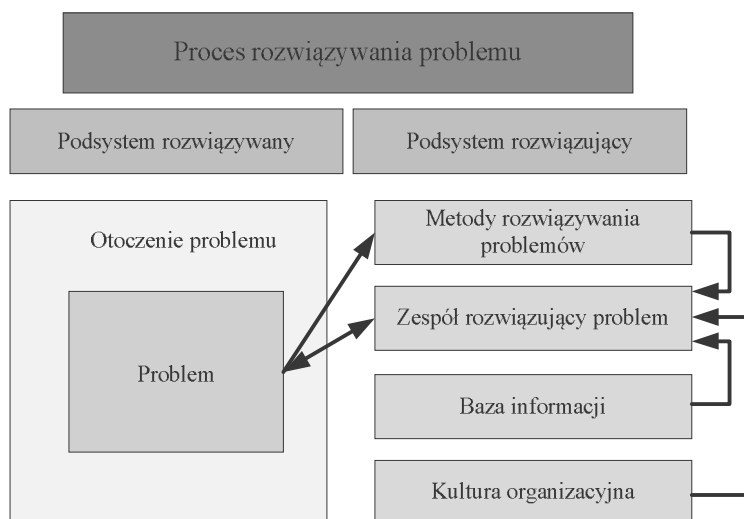 Proces rozwiązywania problemu
Podsystem rozwiązywany
Podsystem rozwiązujący
Otoczenie problemu
Problem
Metody rozwiązywania
problemów
Zespół rozwiązujący problem
Baza informacji
Kultura organizacyjna